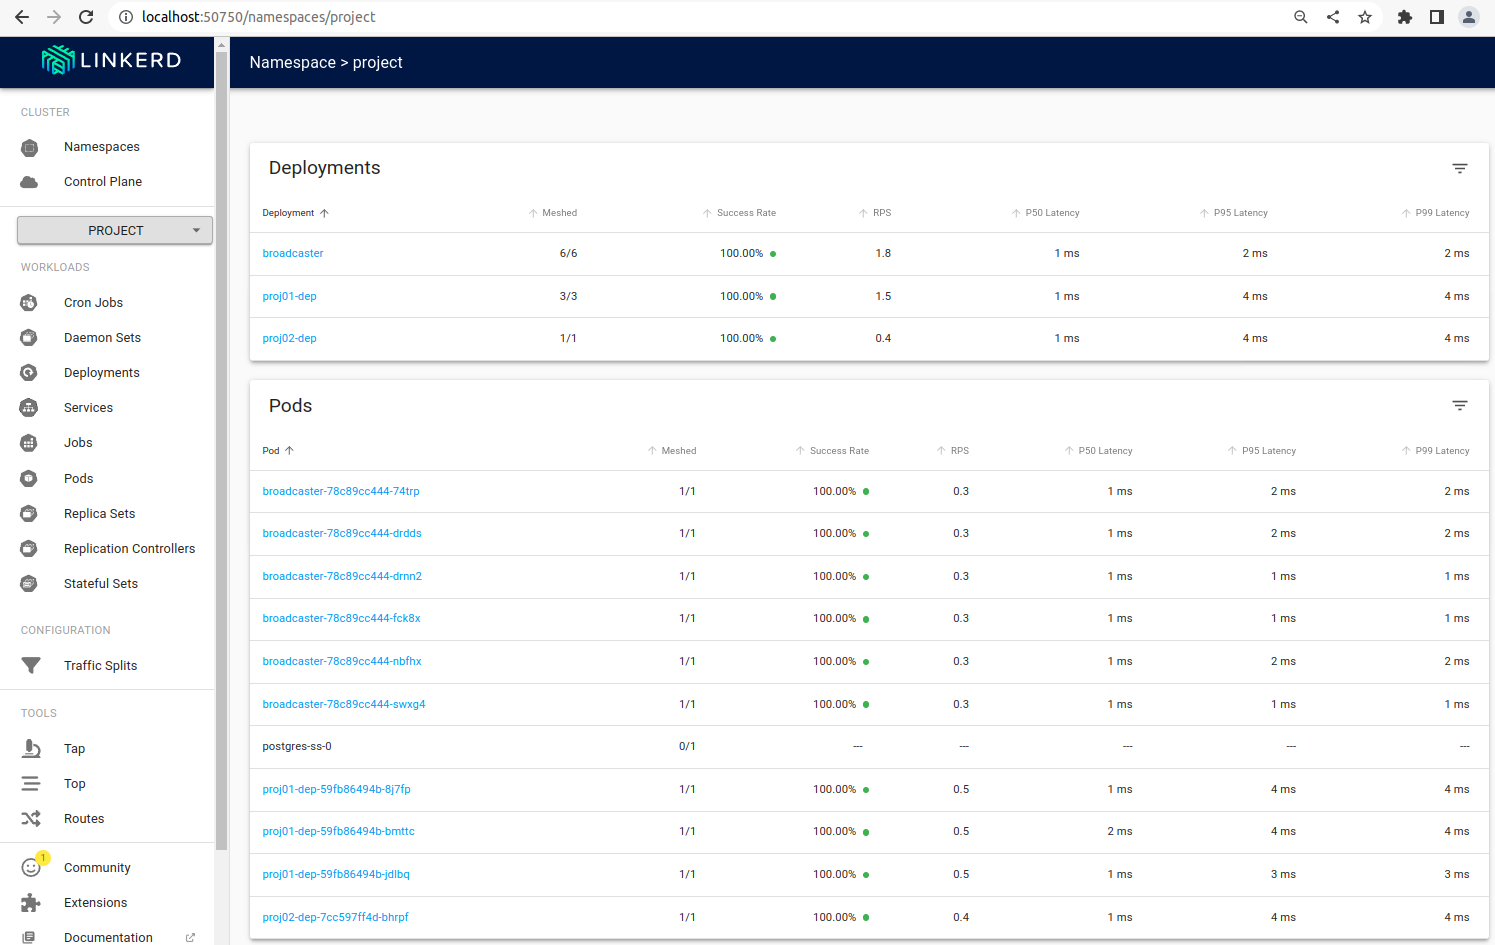 localhost:50750/namespaces/project
LINKERD
Namespace > project
CLUSTER
Namespaces
Control Plane
PROJECT
WORKLOADS
Cron Jobs
Daemon Sets
Deployments
Services
Jobs
Pods
Replica Sets
Replication Controllers
Stateful Sets
CONFIGURATION
Traffic Splits
TOOLS
Tap
Top
Routes
1
Community
Extensions
Documentation
Deployments
Deployment Meshed Success Rate RPS P50 Latency P95 Latency P99 Latency
broadcaster 6/6 100.00% 1.8 1 ms 2 ms 2 ms
proj01-dep 3/3 100.00% 1.5 1 ms 4 ms 4 ms
proj02-dep 1/1 100.00% 0.4 1 ms 4 ms 4 ms
Pods
Pod Meshed Success Rate RPS P50 Latency P95 Latency P99 Latency
broadcaster-78c89cc444-74trp 1/1 100.00% 0.3 1 ms 2 ms 2 ms
broadcaster-78c89cc444-drdds 1/1 100.00% 0.3 1 ms 2 ms 2 ms
broadcaster-78c89cc444-drnn2 1/1 100.00% 0.3 1 ms 1 ms 1 ms
broadcaster-78c89cc444-fck8x 1/1 100.00% 0.3 1 ms 1 ms 1 ms
broadcaster-78c89cc444-nbfhx 1/1 100.00% 0.3 1 ms 2 ms 2 ms
broadcaster-78c89cc444-swxg4 1/1 100.00% 0.3 1 ms 1 ms 1 ms
postgres-ss-0 0/1 --- --- --- --- ---
proj01-dep-59fb86494b-8j7fp 1/1 100.00% 0.5 1 ms 4 ms 4 ms
proj01-dep-59fb86494b-bmttc 1/1 100.00% 0.5 2 ms 4 ms 4 ms
proj01-dep-59fb86494b-jdlbq 1/1 100.00% 0.5 1 ms 3 ms 3 ms
proj02-dep-7cc597ff4d-bhrpf 1/1 100.00% 0.4 1 ms 4 ms 4 ms